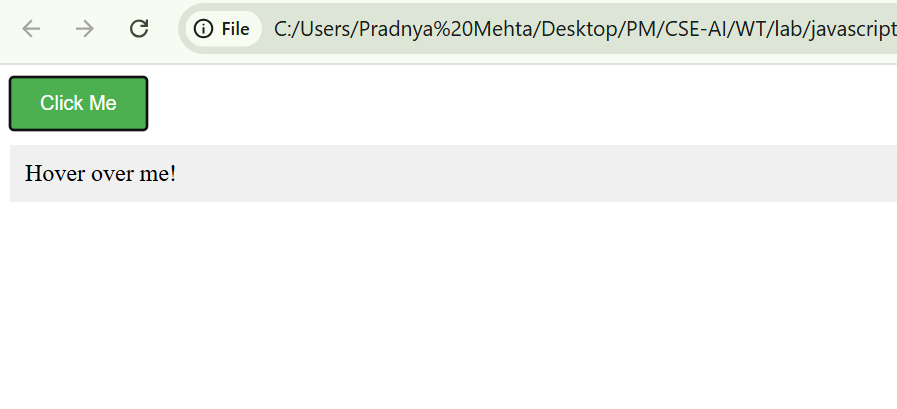 File C:/Users/Pradnya%20Mehta/Desktop/PM/CSE-AI/WT/lab/javascript
Click Me
Hover over me!